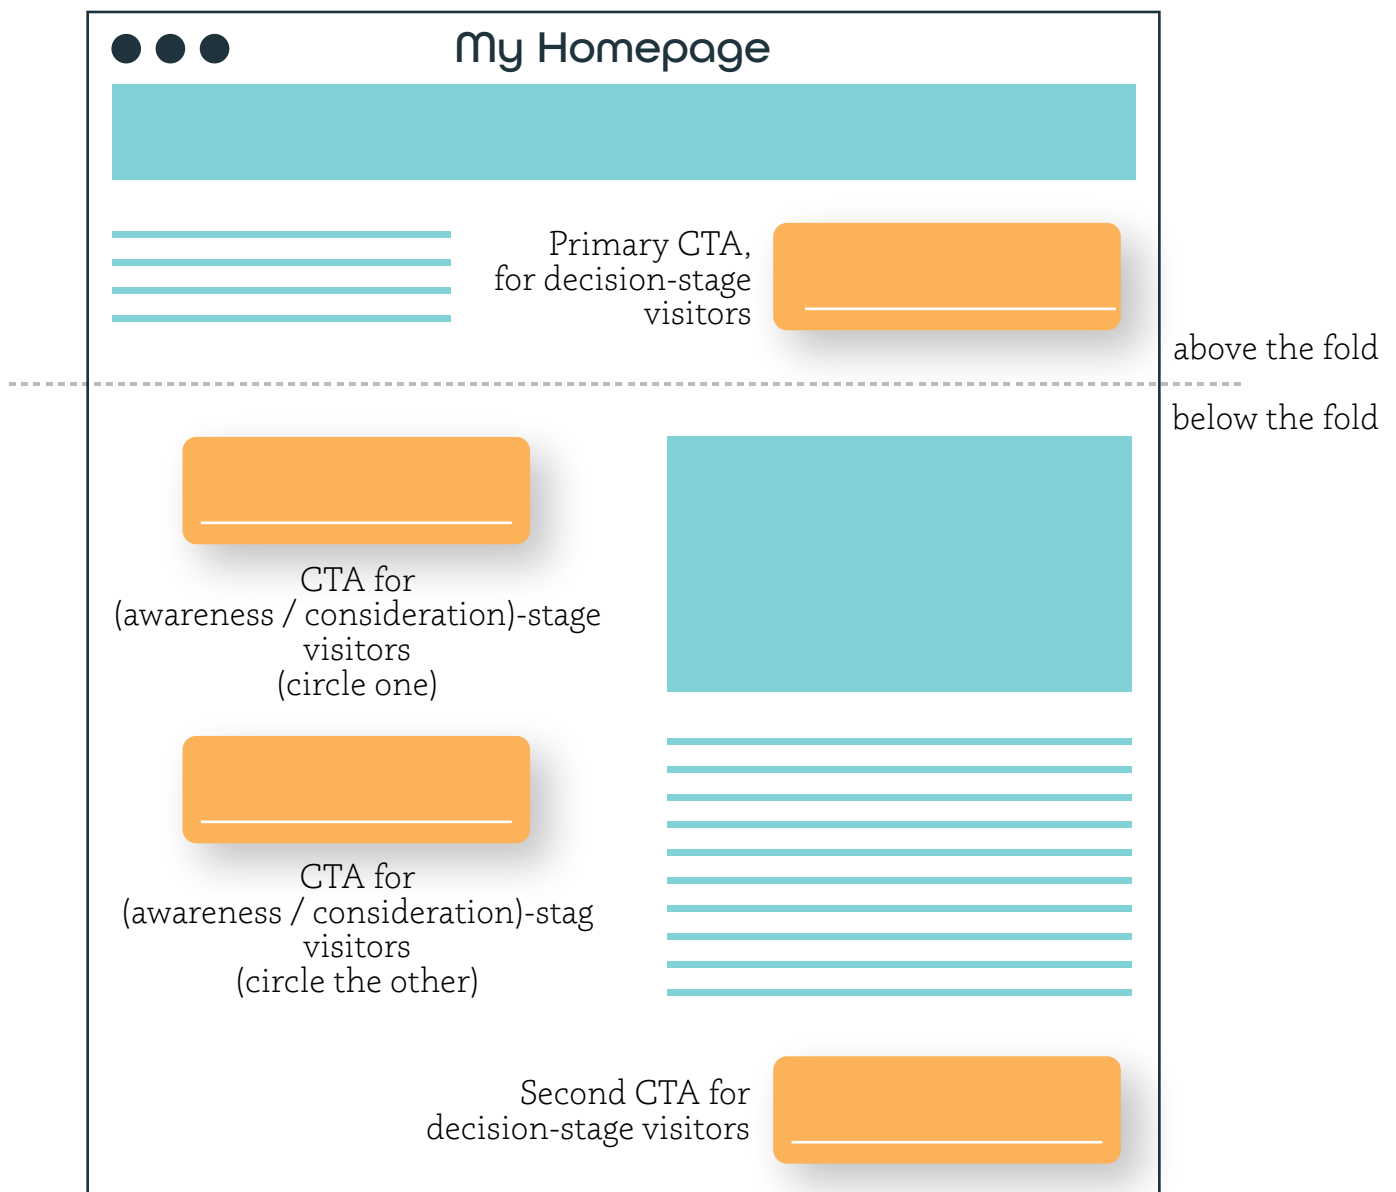 My Homepage
Primary CTA,
for decision-stage
visitors
above the fold
below the fold
CTA for
(awareness / consideration)-stage
visitors
(circle one)
CTA for
(awareness / consideration)-stag
visitors
(circle the other)
Second CTA for
decision-stage visitors